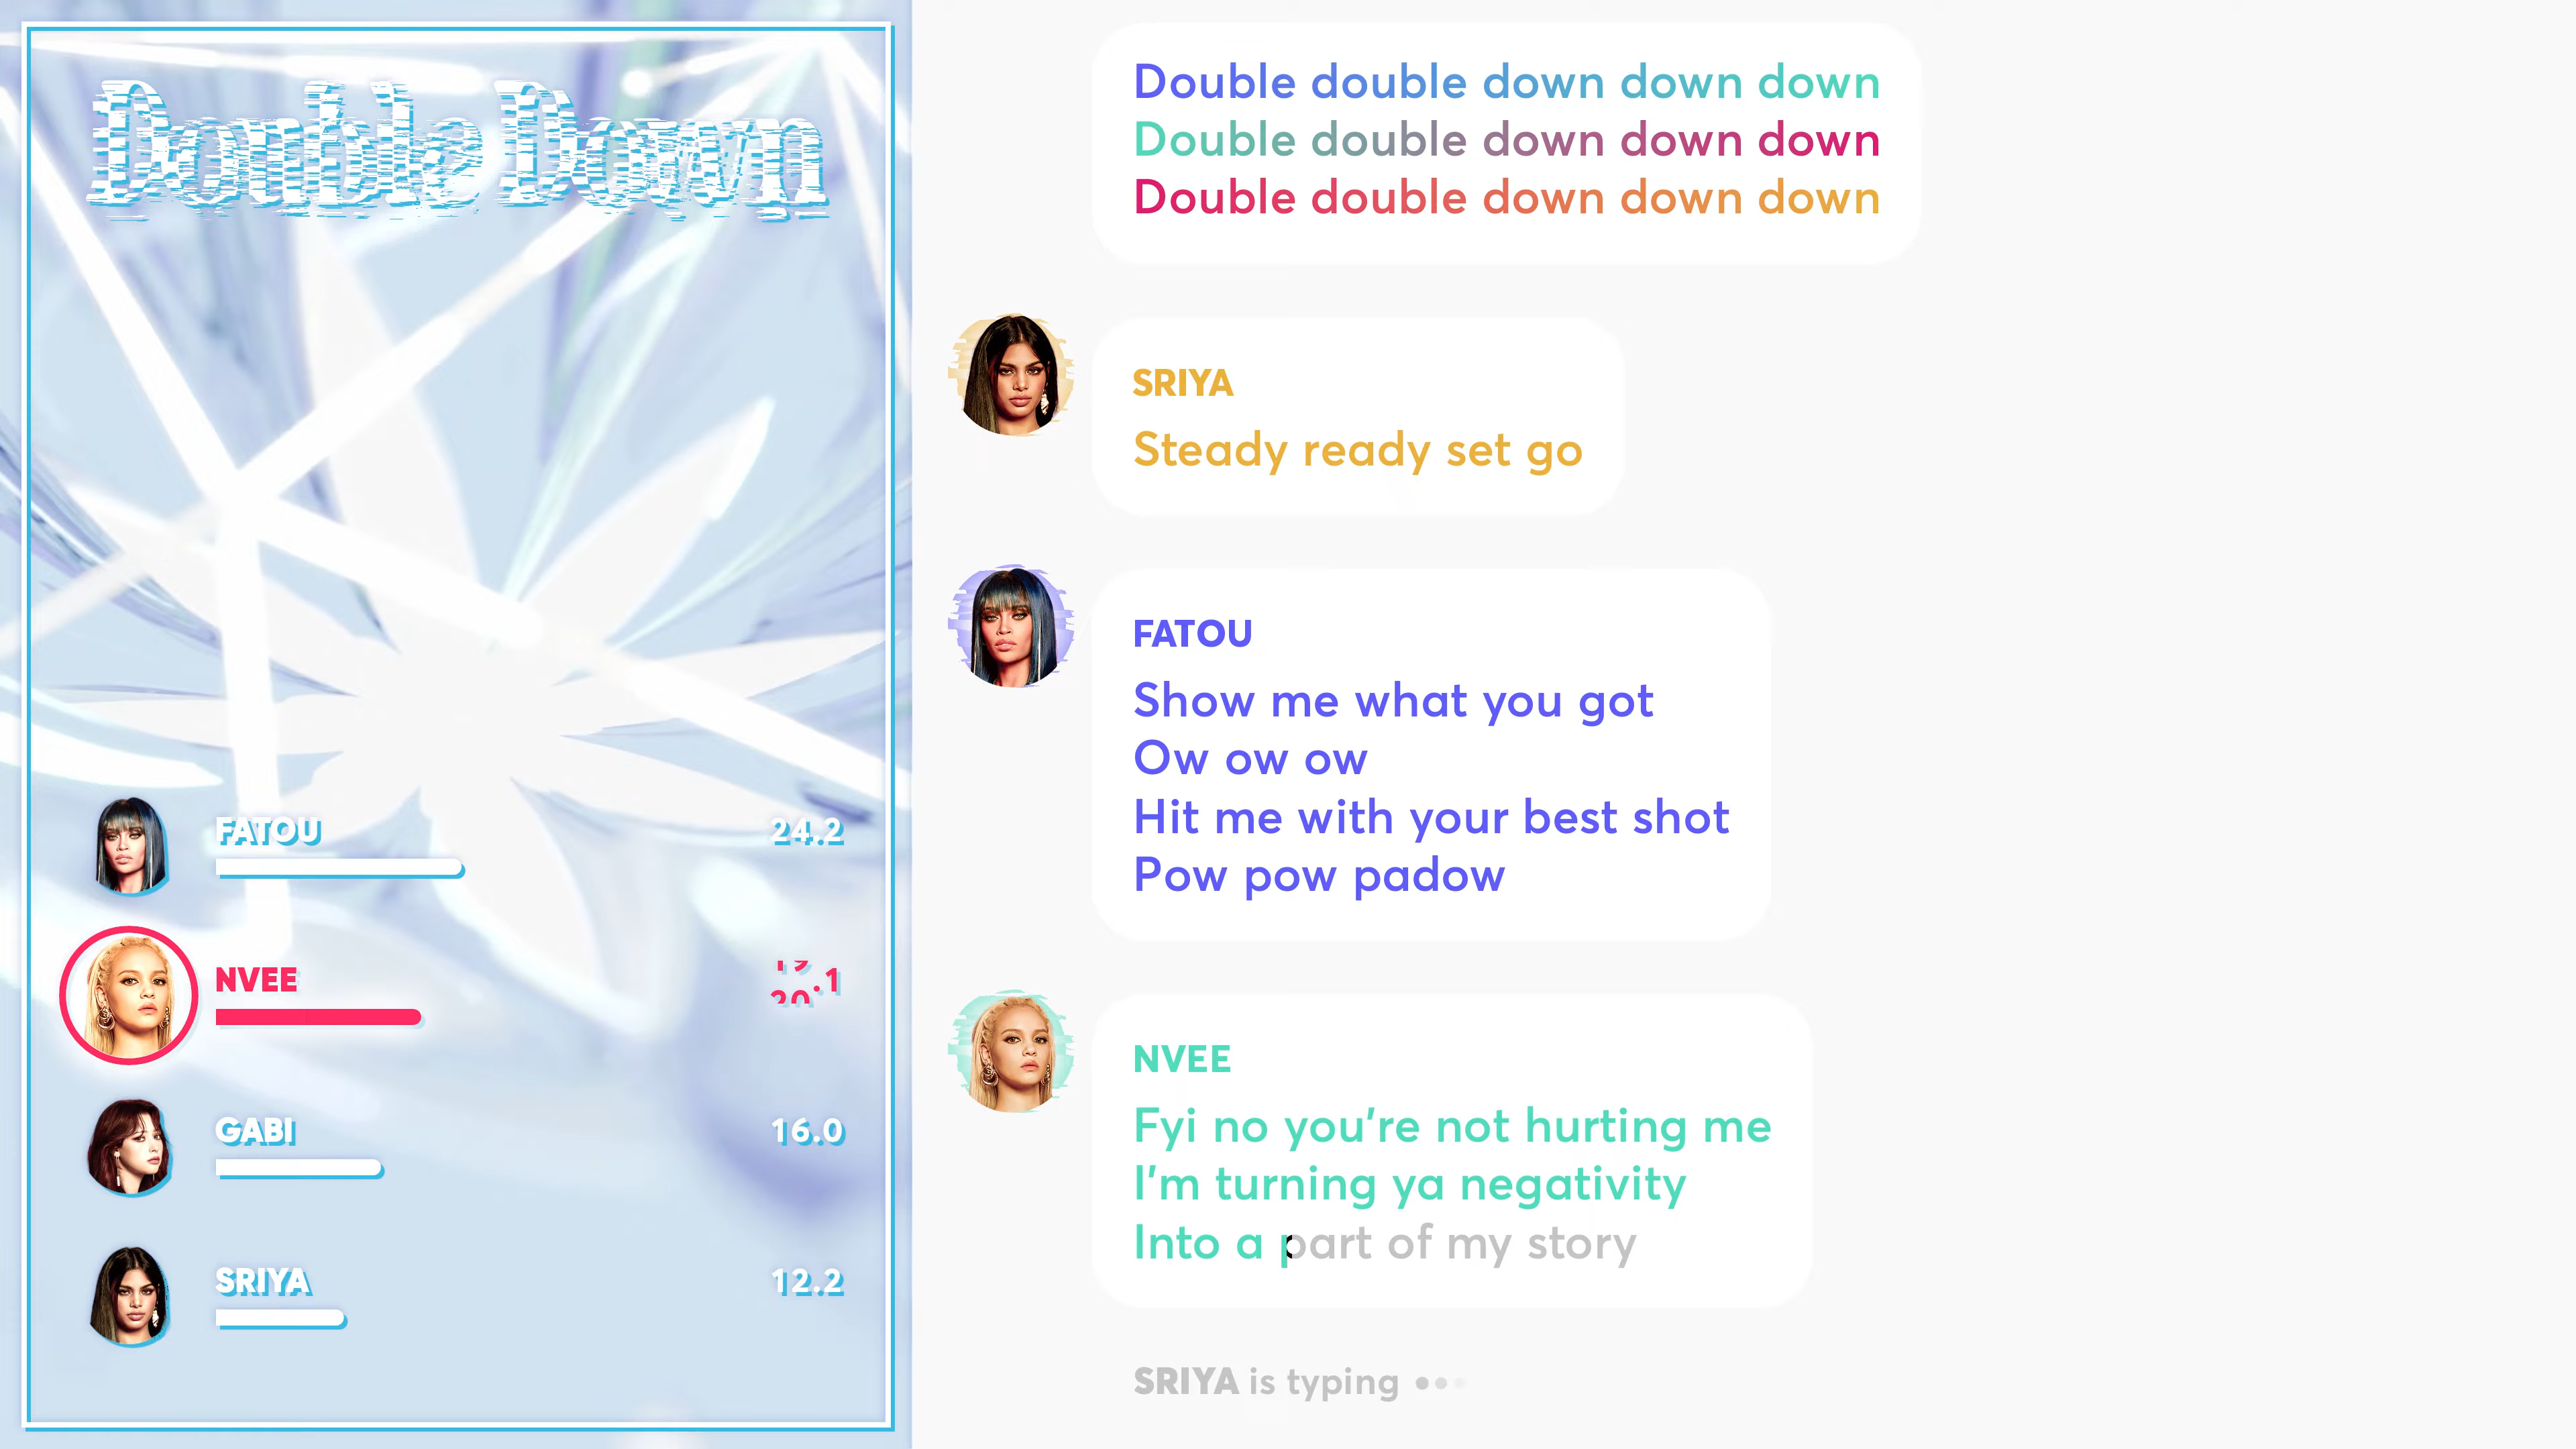 Double Down
FATOU
24.2
NVEE
.1
GABI
16.0
SRIYA
12.2
Double double down down down
Double double down down down
Double double down down down
SRIYA
Steady ready set go
FATOU
Show me what you got
Ow ow ow
Hit me with your best shot
Pow pow padow
NVEE
Fyi no you're not hurting me
I'm turning ya negativity
Into a part of my story
SRIYA is typing